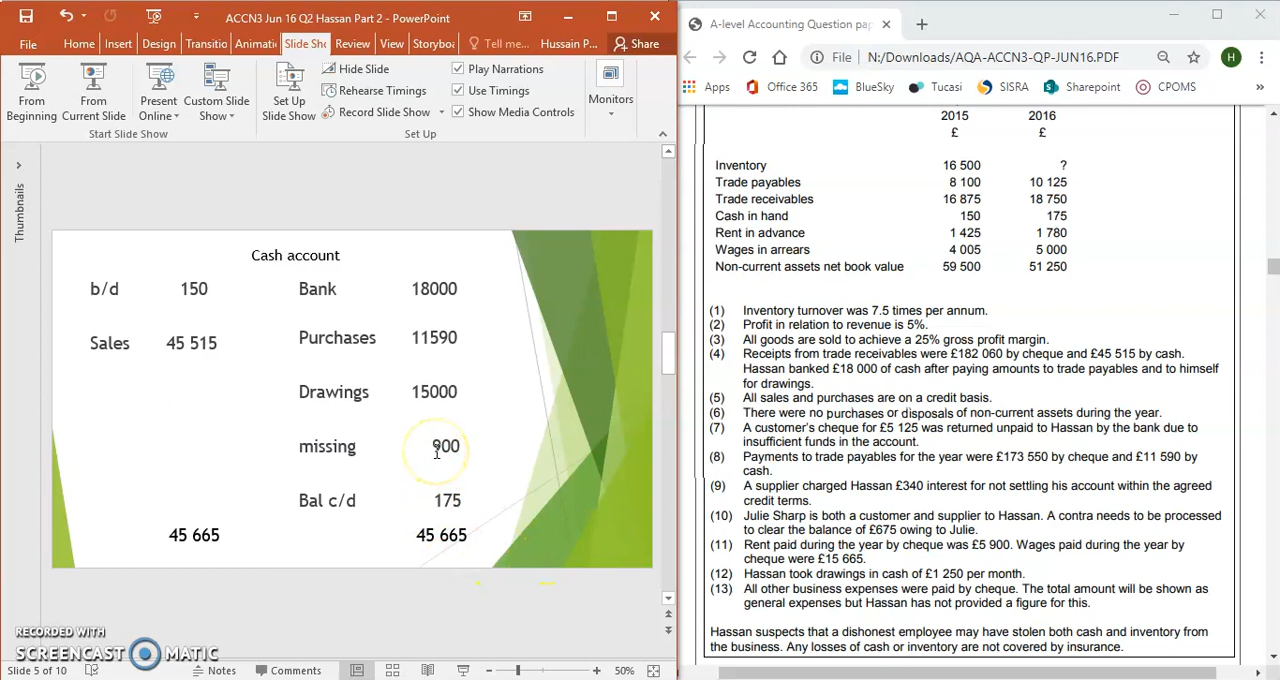 ACCN3 Jun 16 Q2 Hassan Part 2 - PowerPoint
File Home Insert Design Transitio Animati Slide Sho Review View Storybo Tell me... Hussain P... Share
From Beginning
From Current Slide
Present Online
Custom Slide Show
Set Up Slide Show
Hide Slide
Rehearse Timings
Record Slide Show
Play Narrations
Use Timings
Show Media Controls
Monitors
Start Slide Show
Set Up
Thumbnails
Cash account
b/d 150 Bank 18000
Purchases 11590
Sales 45 515
Drawings 15000
missing 900
Bal c/d 175
45 665 45 665
RECORDED WITH
SCREENCAST MATIC
Slide 5 of 10 Notes Comments 50%
A-level Accounting Question pap
File N:/Downloads/AQA-ACCN3-QP-JUN16.PDF H
Apps Office 365 BlueSky Tucasi SISRA Sharepoint CPOMS »
2015 2016
£ £
Inventory 16 500 ?
Trade payables 8 100 10 125
Trade receivables 16 875 18 750
Cash in hand 150 175
Rent in advance 1 425 1 780
Wages in arrears 4 005 5 000
Non-current assets net book value 59 500 51 250
(1) Inventory turnover was 7.5 times per annum.
(2) Profit in relation to revenue is 5%.
(3) All goods are sold to achieve a 25% gross profit margin.
(4) Receipts from trade receivables were £182 060 by cheque and £45 515 by cash.
Hassan banked £18 000 of cash after paying amounts to trade payables and to himself
for drawings.
(5) All sales and purchases are on a credit basis.
(6) There were no purchases or disposals of non-current assets during the year.
(7) A customer's cheque for £5 125 was returned unpaid to Hassan by the bank due to
insufficient funds in the account.
(8) Payments to trade payables for the year were £173 550 by cheque and £11 590 by
cash.
(9) A supplier charged Hassan £340 interest for not settling his account within the agreed
credit terms.
(10) Julie Sharp is both a customer and supplier to Hassan. A contra needs to be processed
to clear the balance of £675 owing to Julie.
(11) Rent paid during the year by cheque was £5 900. Wages paid during the year by
cheque were £15 665.
(12) Hassan took drawings in cash of £1 250 per month.
(13) All other business expenses were paid by cheque. The total amount will be shown as
general expenses but Hassan has not provided a figure for this.
Hassan suspects that a dishonest employee may have stolen both cash and inventory from
the business. Any losses of cash or inventory are not covered by insurance.